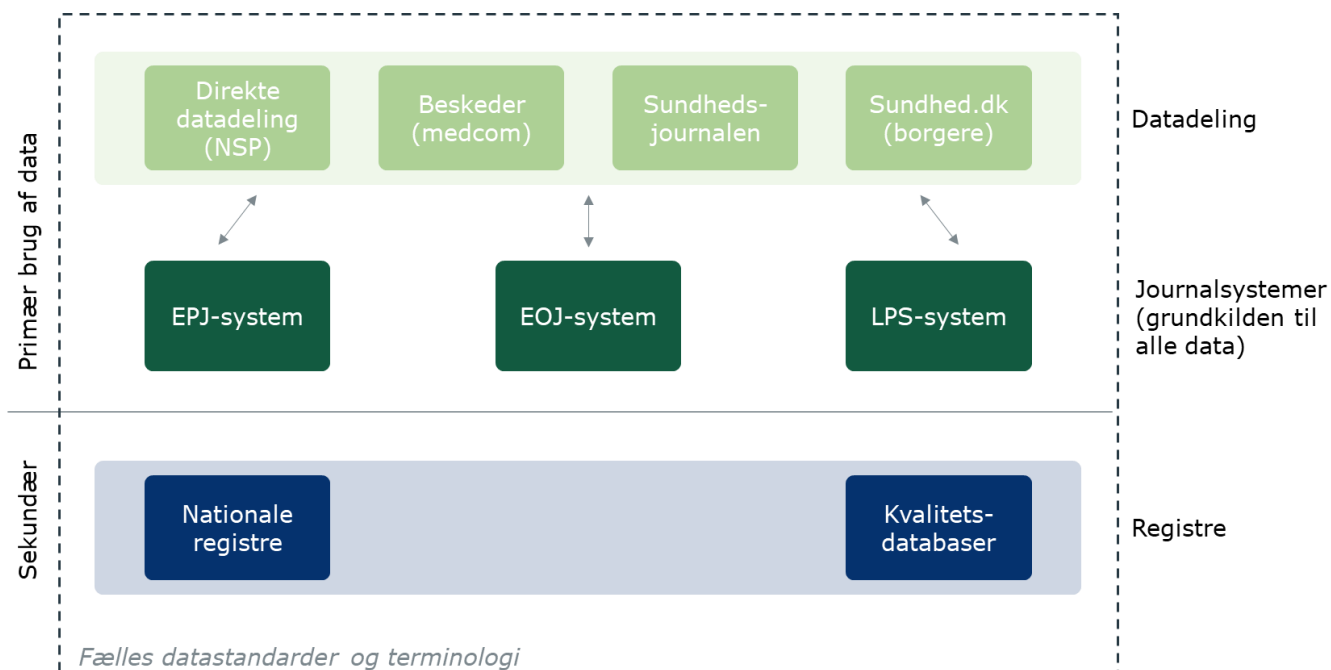 Primær brug af data
Direkte
datadeling
(NSP)
Beskeder
(medcom)
Sundheds-
journalen
Sundhed.dk
(borgere)
Datadeling
EPJ-system
EOJ-system
LPS-system
Journalsystemer
(grundkilden til
alle data)
Sekundær
Nationale
registre
Kvalitets-
databaser
Registre
Fælles datastandarder og terminologi